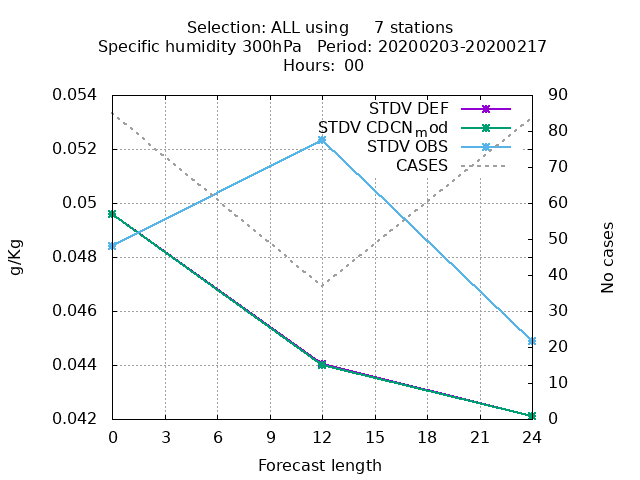 Selection: ALL using     7 stations
Specific humidity 300hPa   Period: 20200203-20200217
Hours: 00
0.054
0.052
0.05
0.048
0.046
0.044
0.042
g/Kg
STDV DEF
STDV CDCNmod
STDV OBS
CASES
90
80
70
60
50
40
30
20
10
0
No cases
0 3 6 9 12 15 18 21 24
Forecast length